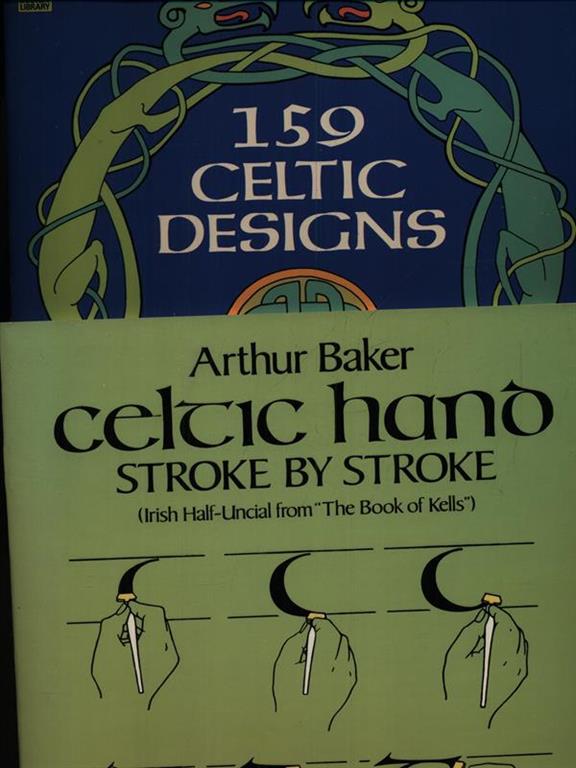 LIBRARY
159
CELTIC
DESIGNS
Arthur Baker
celtic hand
STROKE BY STROKE
(Irish Half-Uncial from "The Book of Kells")